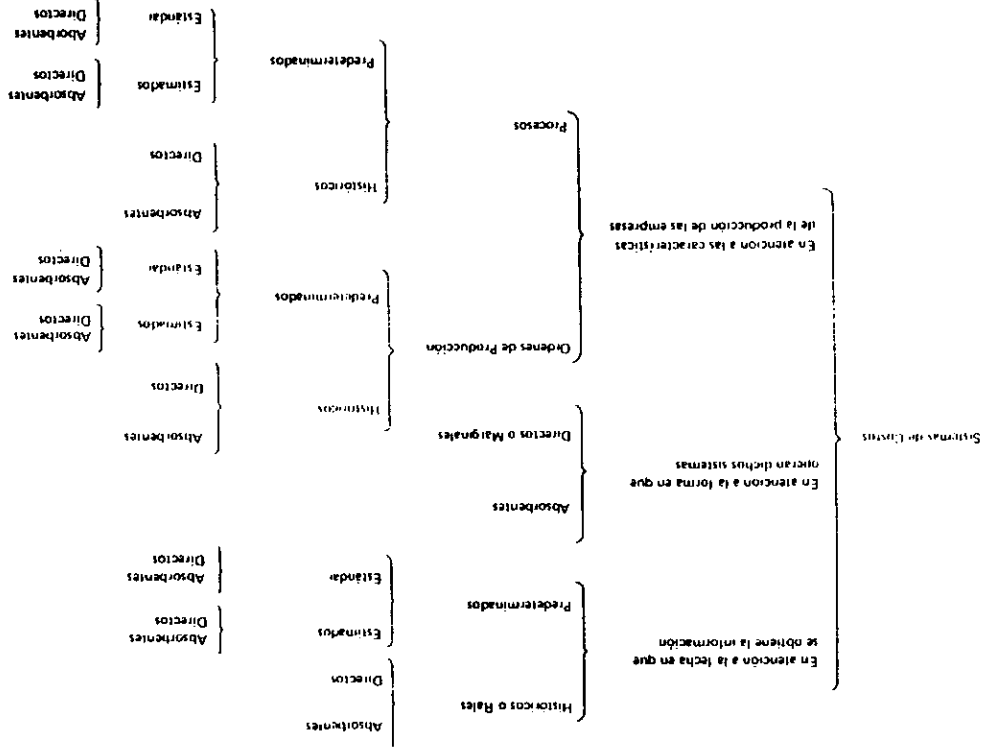 Sistemas de Costos
En atención a la fecha en que
se obtiene la información
Históricos o Rales
Absorbentes
Directos
Predeterminados
Estimados
Absorbentes
Directos
Estándar
Absorbentes
Directos
En atención a la forma en que
operan dichos sistemas
Absorbentes
Directos o Marginales
En atención a las características
de la producción de las empresas
Ordenes de Producción
Históricos
Absorbentes
Directos
Predeterminados
Estimados
Absorbentes
Directos
Estándar
Absorbentes
Directos
Procesos
Históricos
Absorbentes
Directos
Predeterminados
Estimados
Absorbentes
Directos
Estándar
Aborbentes
Directos